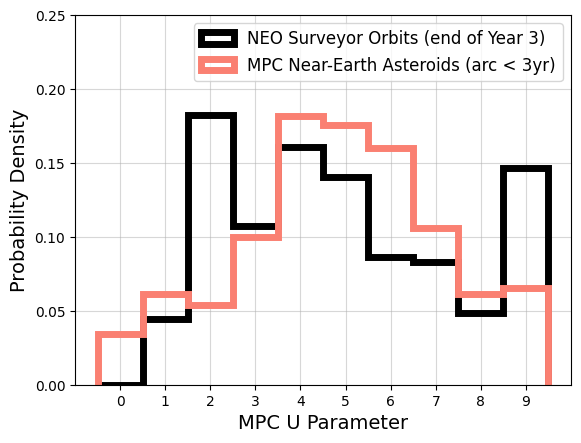 0.25
0.20
0.15
0.10
0.05
0.00
Probability Density
NEO Surveyor Orbits (end of Year 3)
MPC Near-Earth Asteroids (arc < 3yr)
0 1 2 3 4 5 6 7 8 9
MPC U Parameter